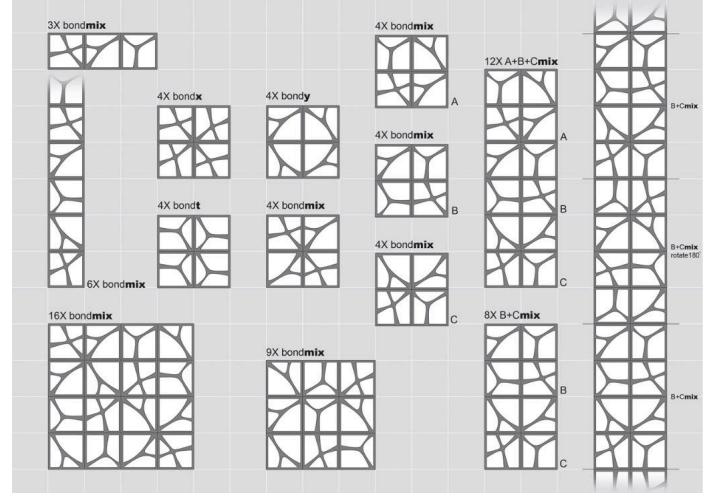 3X bondmix
4X bondmix
A
12X A+B+Cmix
A
B
C
4X bondx
4X bondy
4X bondmix
B
4X bondt
4X bondmix
4X bondmix
C
6X bondmix
16X bondmix
9X bondmix
8X B+Cmix
B
C
B+Cmix
B+Cmix
rotate180°
B+Cmix